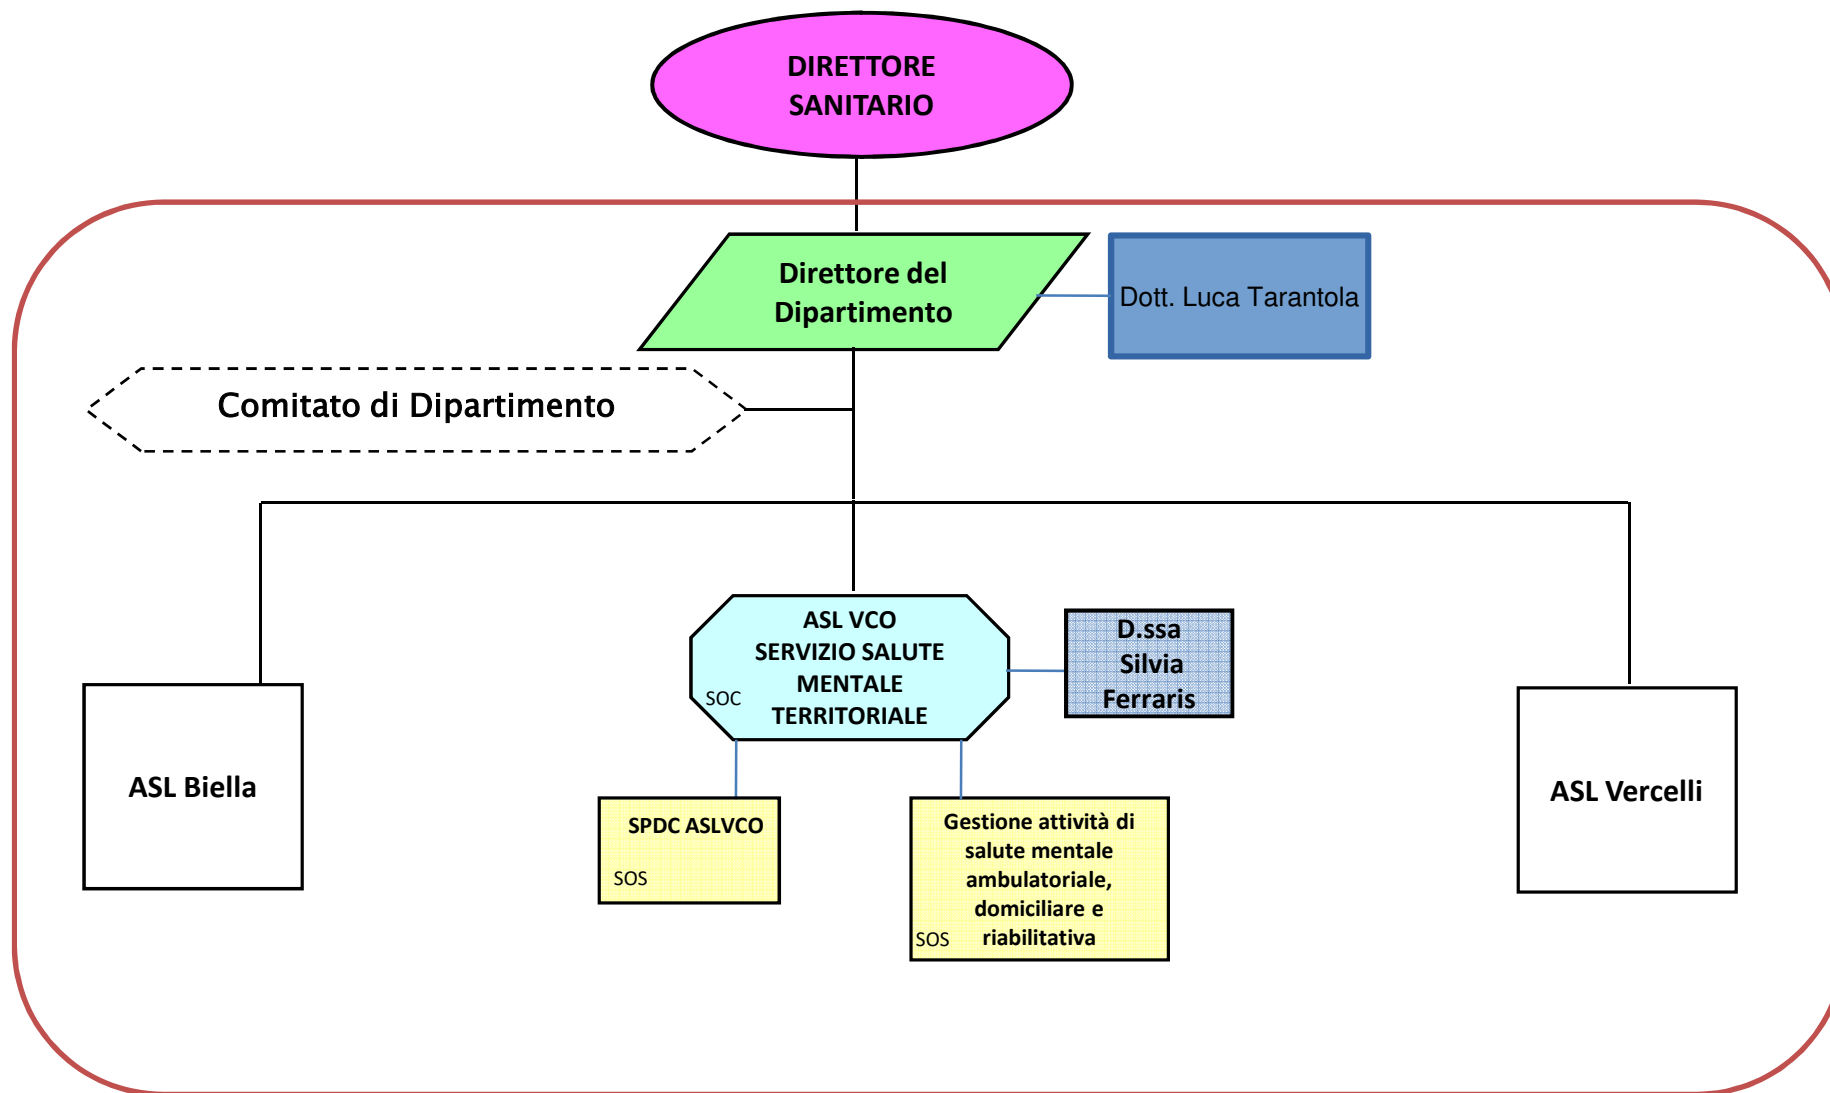 DIRETTORE
SANITARIO
Direttore del
Dipartimento
Dott. Luca Tarantola
Comitato di Dipartimento
ASL VCO
SERVIZIO SALUTE
MENTALE
TERRITORIALE
SOC
D.ssa
Silvia
Ferraris
ASL Biella
ASL Vercelli
SPDC ASLVCO
SOS
Gestione attività di
salute mentale
ambulatoriale,
domiciliare e
riabilitativa
SOS